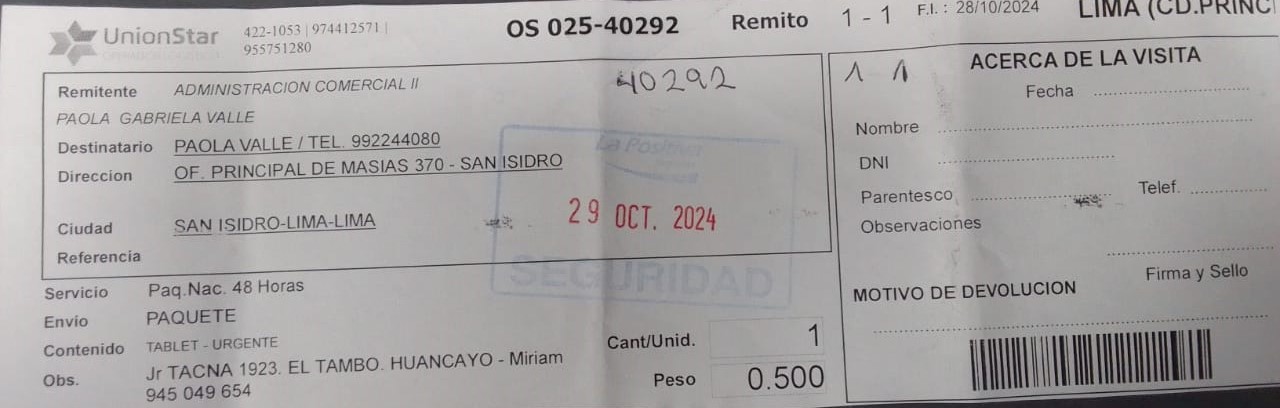 UnionStar
422-1053 | 974412571 |
955751280
OS 025-40292
Remito 1 - 1
F.I. : 28/10/2024
LIMA (CD.PRINCI
Remitente ADMINISTRACION COMERCIAL II
40292
PAOLA GABRIELA VALLE
Destinatario PAOLA VALLE / TEL. 992244080
Direccion OF. PRINCIPAL DE MASIAS 370 - SAN ISIDRO
Ciudad SAN ISIDRO-LIMA-LIMA
Referencia
La Positiva
29 OCT. 2024
SEGURIDAD
Servicio Paq.Nac. 48 Horas
Envío PAQUETE
Contenido TABLET - URGENTE
Obs. Jr TACNA 1923. EL TAMBO. HUANCAYO - Miriam
945 049 654
Cant/Unid. 1
Peso 0.500
1 1
ACERCA DE LA VISITA
Fecha
Nombre
DNI
Parentesco Telef.
Observaciones
Firma y Sello
MOTIVO DE DEVOLUCION